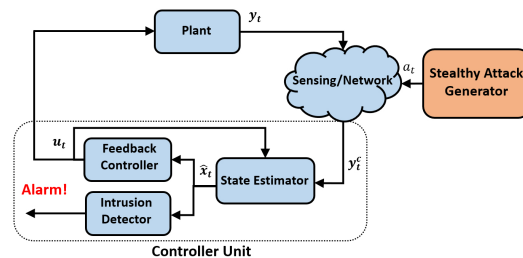 y_t
Plant
Sensing/Network
a_t
Stealthy Attack
Generator
u_t
Feedback
Controller
x̂_t
State Estimator
y_t^c
Alarm!
Intrusion
Detector
Controller Unit